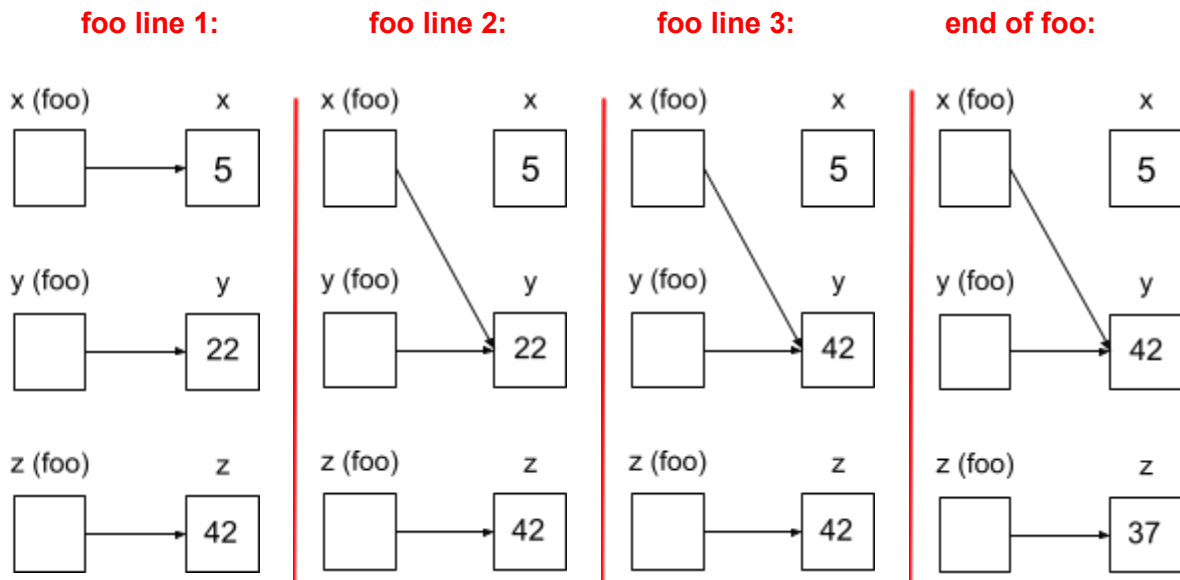 foo line 1: foo line 2: foo line 3: end of foo:
x (foo) x x (foo) x x (foo) x x (foo) x
5 5 5 5
y (foo) y y (foo) y y (foo) y y (foo) y
22 22 42 42
z (foo) z z (foo) z z (foo) z z (foo) z
42 42 42 37